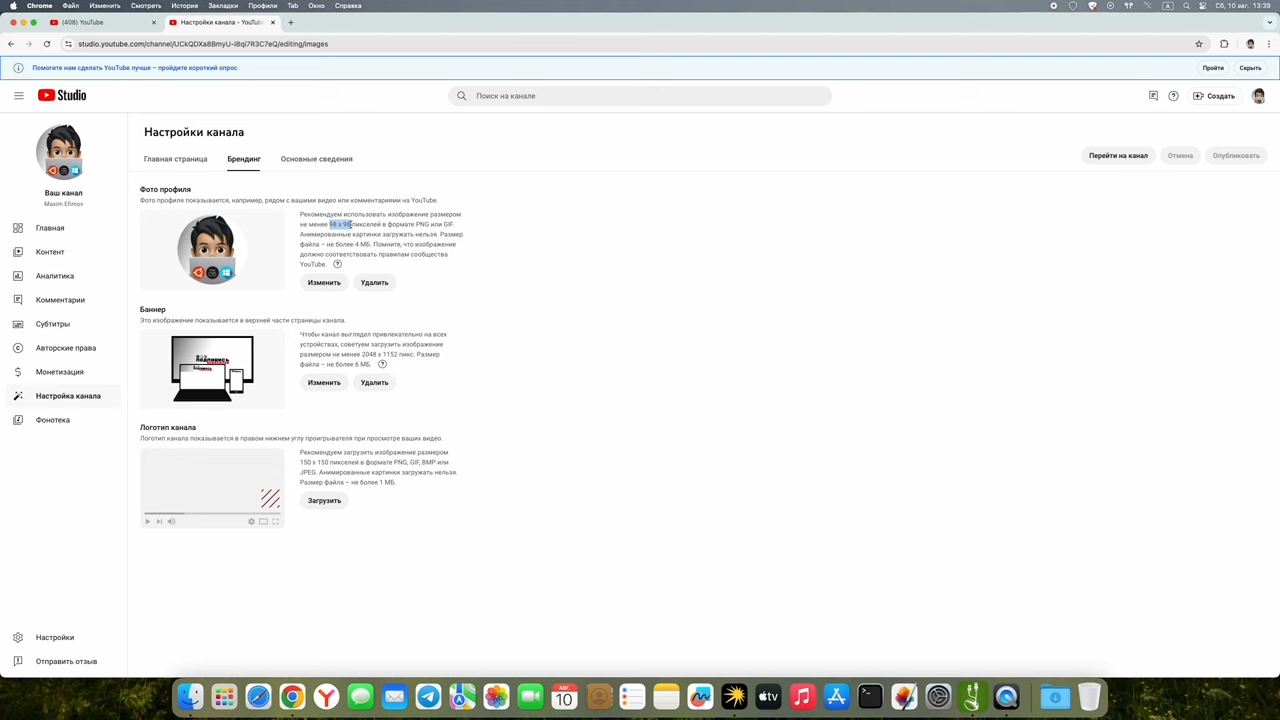 Chrome Файл Изменить Смотреть История Закладки Профили Tab Окно Справка
Сб, 10 авг. 13:39
(408) YouTube
Настройки канала - YouTube
studio.youtube.com/channel/UCkQDXa8BmyU-i8qi7R3C7eQ/editing/images
Помогите нам сделать YouTube лучше – пройдите короткий опрос.
Пройти
Скрыть
Studio
Поиск на канале
Создать
Ваш канал
Maxim Efimov
Главная
Контент
Аналитика
Комментарии
Субтитры
Авторские права
Монетизация
Настройка канала
Фонотека
Настройки
Отправить отзыв
Настройки канала
Главная страница
Брендинг
Основные сведения
Перейти на канал
Отмена
Опубликовать
Фото профиля
Фото профиля показывается, например, рядом с вашими видео или комментариями на YouTube.
Рекомендуем использовать изображение размером
не менее 98 x 98 пикселей в формате PNG или GIF.
Анимированные картинки загружать нельзя. Размер
файла – не более 4 МБ. Помните, что изображение
должно соответствовать правилам сообщества
YouTube.
Изменить
Удалить
Баннер
Это изображение показывается в верхней части страницы канала.
подпишись
Чтобы канал выглядел привлекательно на всех
устройствах, советуем загрузить изображение
размером не менее 2048 x 1152 пикс. Размер
файла – не более 6 МБ.
Изменить
Удалить
Логотип канала
Логотип канала показывается в правом нижнем углу проигрывателя при просмотре ваших видео.
Рекомендуем загрузить изображение размером
150 x 150 пикселей в формате PNG, GIF, BMP или
JPEG. Анимированные картинки загружать нельзя.
Размер файла – не более 1 МБ.
Загрузить
АВГ.
10
tv